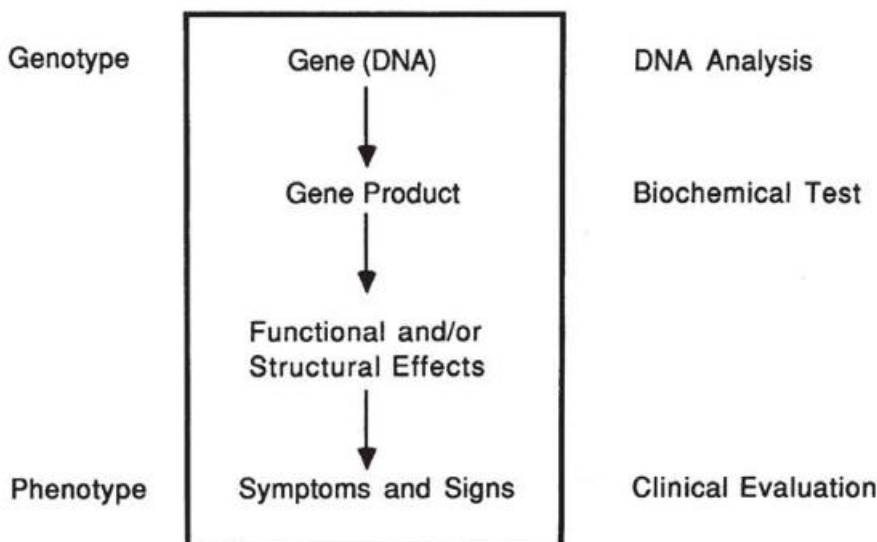 Genotype Gene (DNA) DNA Analysis
Gene Product Biochemical Test
Functional and/or
Structural Effects
Phenotype Symptoms and Signs Clinical Evaluation